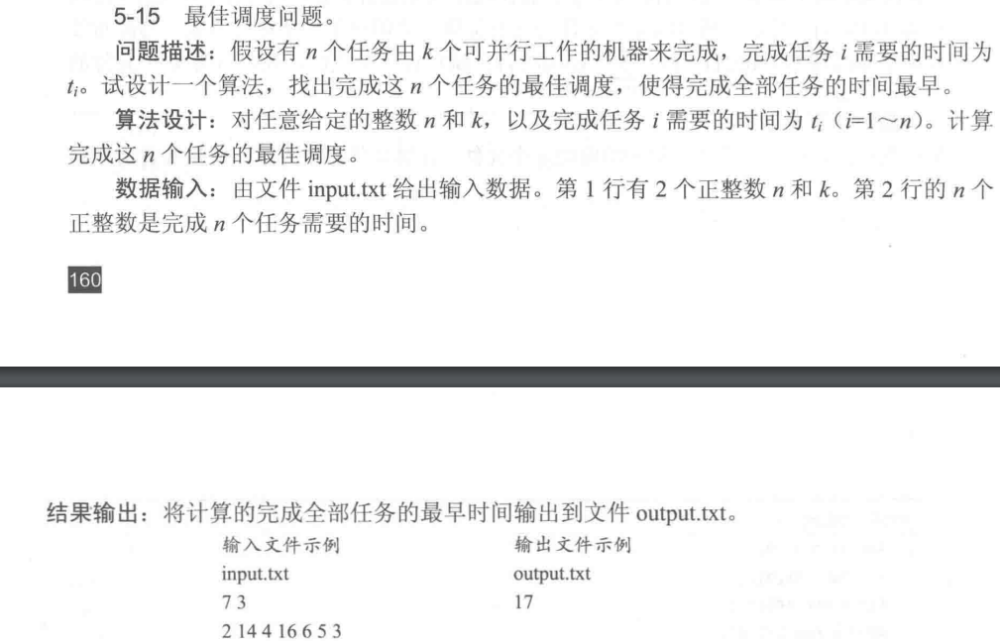 5-15 最佳调度问题。
问题描述：假设有 n 个任务由 k 个可并行工作的机器来完成，完成任务 i 需要的时间为
tᵢ。试设计一个算法，找出完成这 n 个任务的最佳调度，使得完成全部任务的时间最早。
算法设计：对任意给定的整数 n 和 k，以及完成任务 i 需要的时间为 tᵢ（i=1～n）。计算
完成这 n 个任务的最佳调度。
数据输入：由文件 input.txt 给出输入数据。第 1 行有 2 个正整数 n 和 k。第 2 行的 n 个
正整数是完成 n 个任务需要的时间。
160
结果输出：将计算的完成全部任务的最早时间输出到文件 output.txt。
输入文件示例 输出文件示例
input.txt output.txt
7 3 17
2 14 4 16 6 5 3